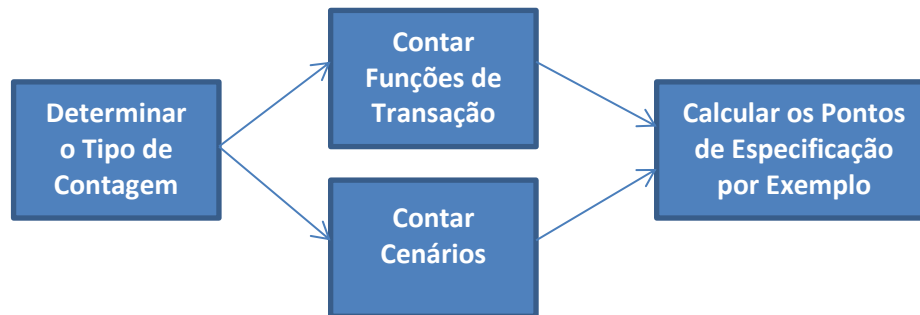 Determinar
o Tipo de
Contagem
Contar
Funções de
Transação
Contar
Cenários
Calcular os Pontos
de Especificação
por Exemplo